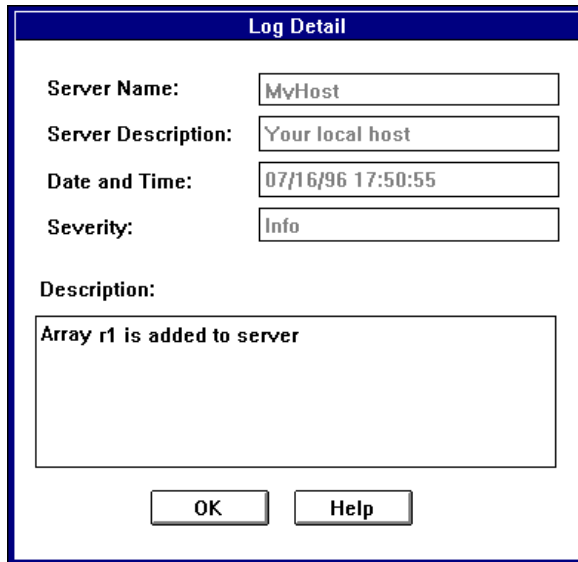 Log Detail
Server Name: MyHost
Server Description: Your local host
Date and Time: 07/16/96 17:50:55
Severity: Info
Description:
Array r1 is added to server
OK Help